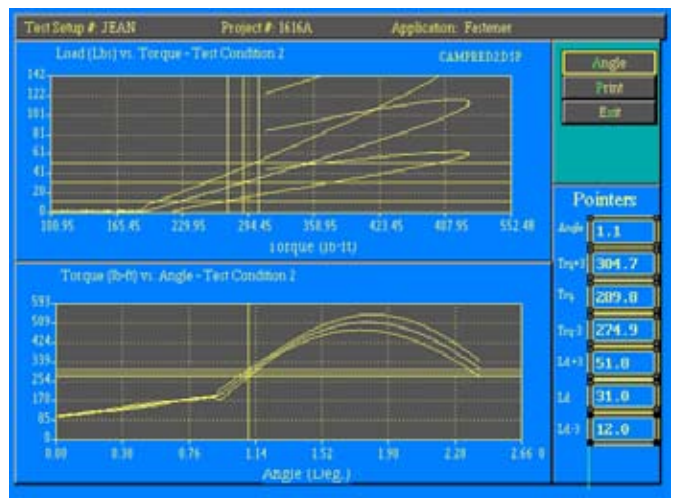 Test Setup #: JEAN Project #: 1616A Application: Fastener
Load (Lbs) vs. Torque - Test Condition 2 CAMPRED2DSP
142
122
101
81
61
41
20
0
100.95 165.45 229.95 294.45 358.95 423.45 487.95 552.48
Torque (lb-ft)
Torque (lb-ft) vs. Angle - Test Condition 2
593
509
424
339
254
170
85
0
0.00 0.38 0.76 1.14 1.52 1.90 2.28 2.66 0
Angle (Deg.)
Angle
Print
Exit
Pointers
Angle 1.1
Trq+3 304.7
Trq 289.8
Trq-3 274.9
Ld+3 51.8
Ld 31.0
Ld-3 12.0